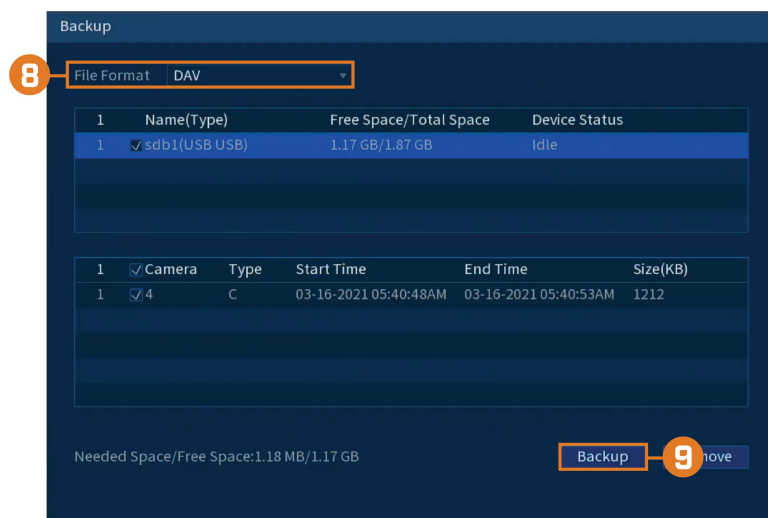 Backup
8 File Format DAV
1 Name(Type) Free Space/Total Space Device Status
1 sdb1(USB USB) 1.17 GB/1.87 GB Idle
1 Camera Type Start Time End Time Size(KB)
1 4 C 03-16-2021 05:40:48AM 03-16-2021 05:40:53AM 1212
Needed Space/Free Space:1.18 MB/1.17 GB Backup 9